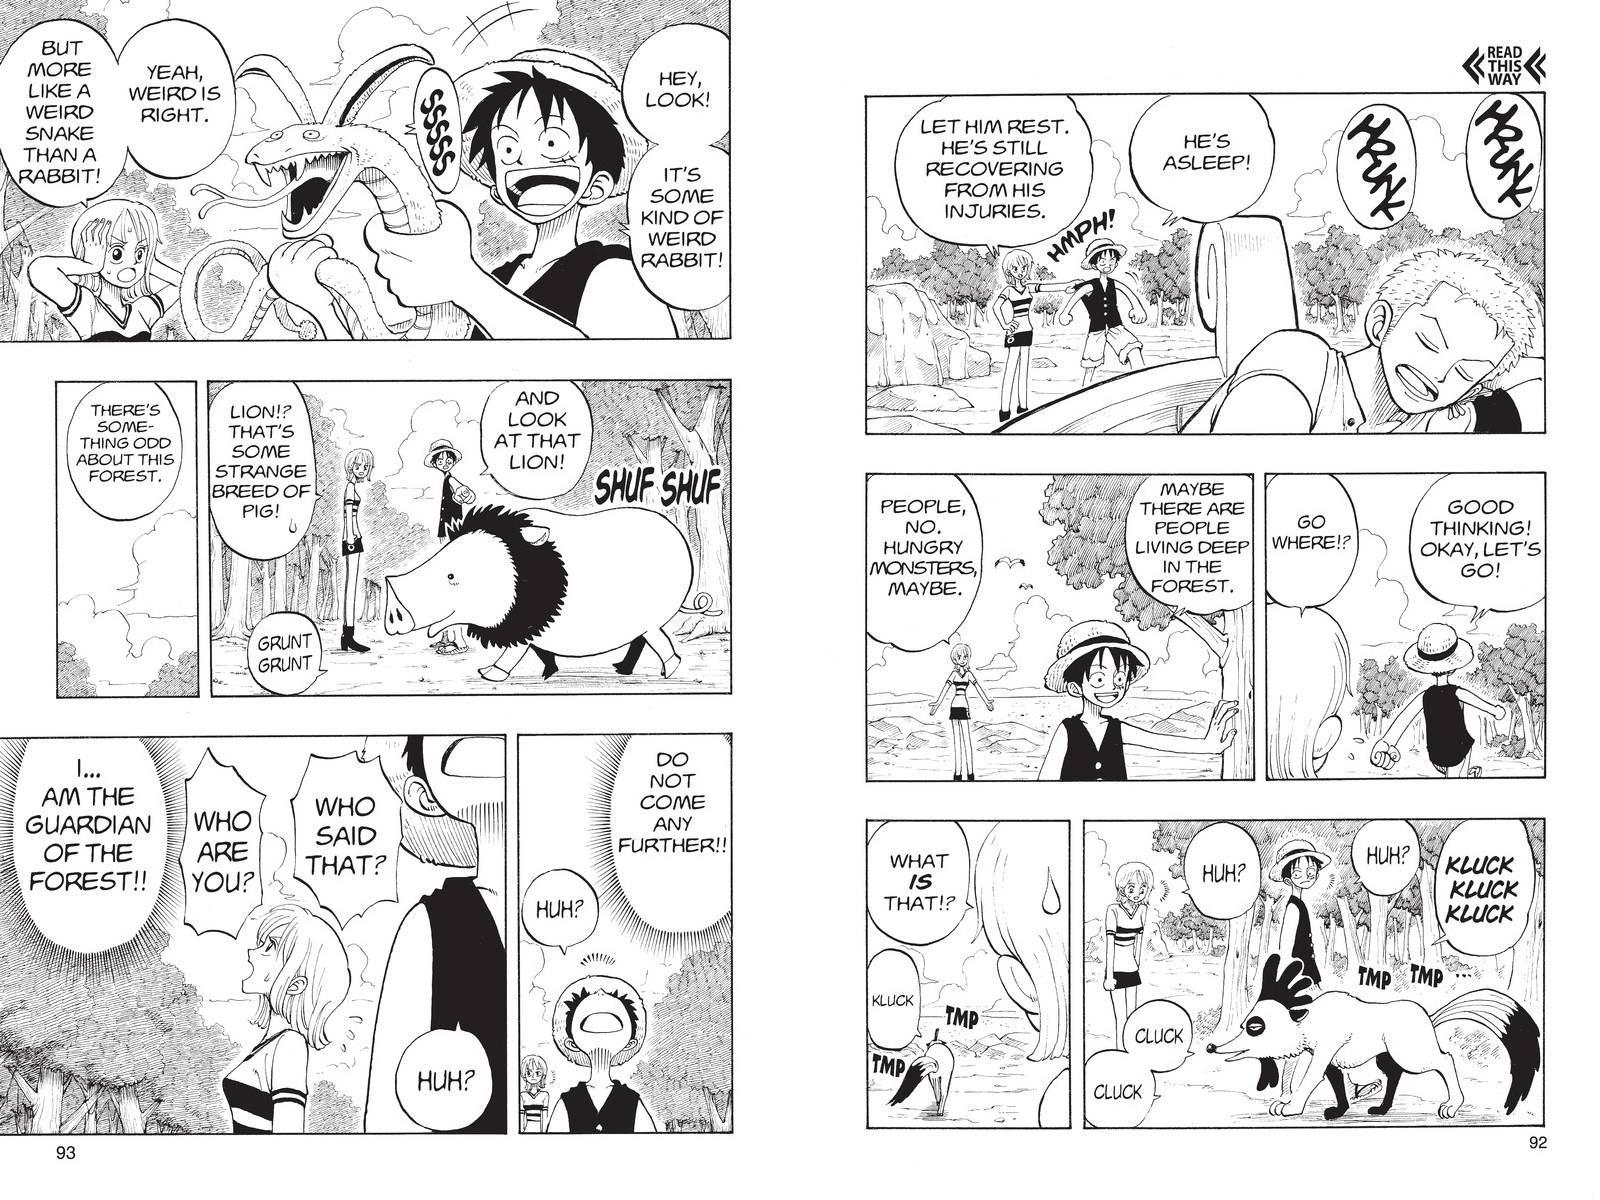 READ
THIS
WAY
HONK
HONK
HE'S
ASLEEP!
LET HIM REST.
HE'S STILL
RECOVERING
FROM HIS
INJURIES.
HMPH!
GOOD
THINKING!
OKAY, LET'S
GO!
GO
WHERE!?
MAYBE
THERE ARE
PEOPLE
LIVING DEEP
IN THE
FOREST.
PEOPLE,
NO.
HUNGRY
MONSTERS,
MAYBE.
KLUCK
KLUCK
KLUCK
HUH?
HUH?
TMP TMP ...
CLUCK
CLUCK
WHAT
IS
THAT!?
KLUCK
TMP
TMP
92
HEY,
LOOK!
IT'S
SOME
KIND OF
WEIRD
RABBIT!
SSSSS
YEAH,
WEIRD IS
RIGHT.
BUT
MORE
LIKE A
WEIRD
SNAKE
THAN A
RABBIT!
AND
LOOK
AT THAT
LION!
SHUF SHUF
LION!?
THAT'S
SOME
STRANGE
BREED OF
PIG!
GRUNT
GRUNT
THERE'S
SOME-
THING ODD
ABOUT THIS
FOREST.
DO
NOT
COME
ANY
FURTHER!!
HUH?
WHO
SAID
THAT?
WHO
ARE
YOU?
HUH?
I...
AM THE
GUARDIAN
OF THE
FOREST!!
93